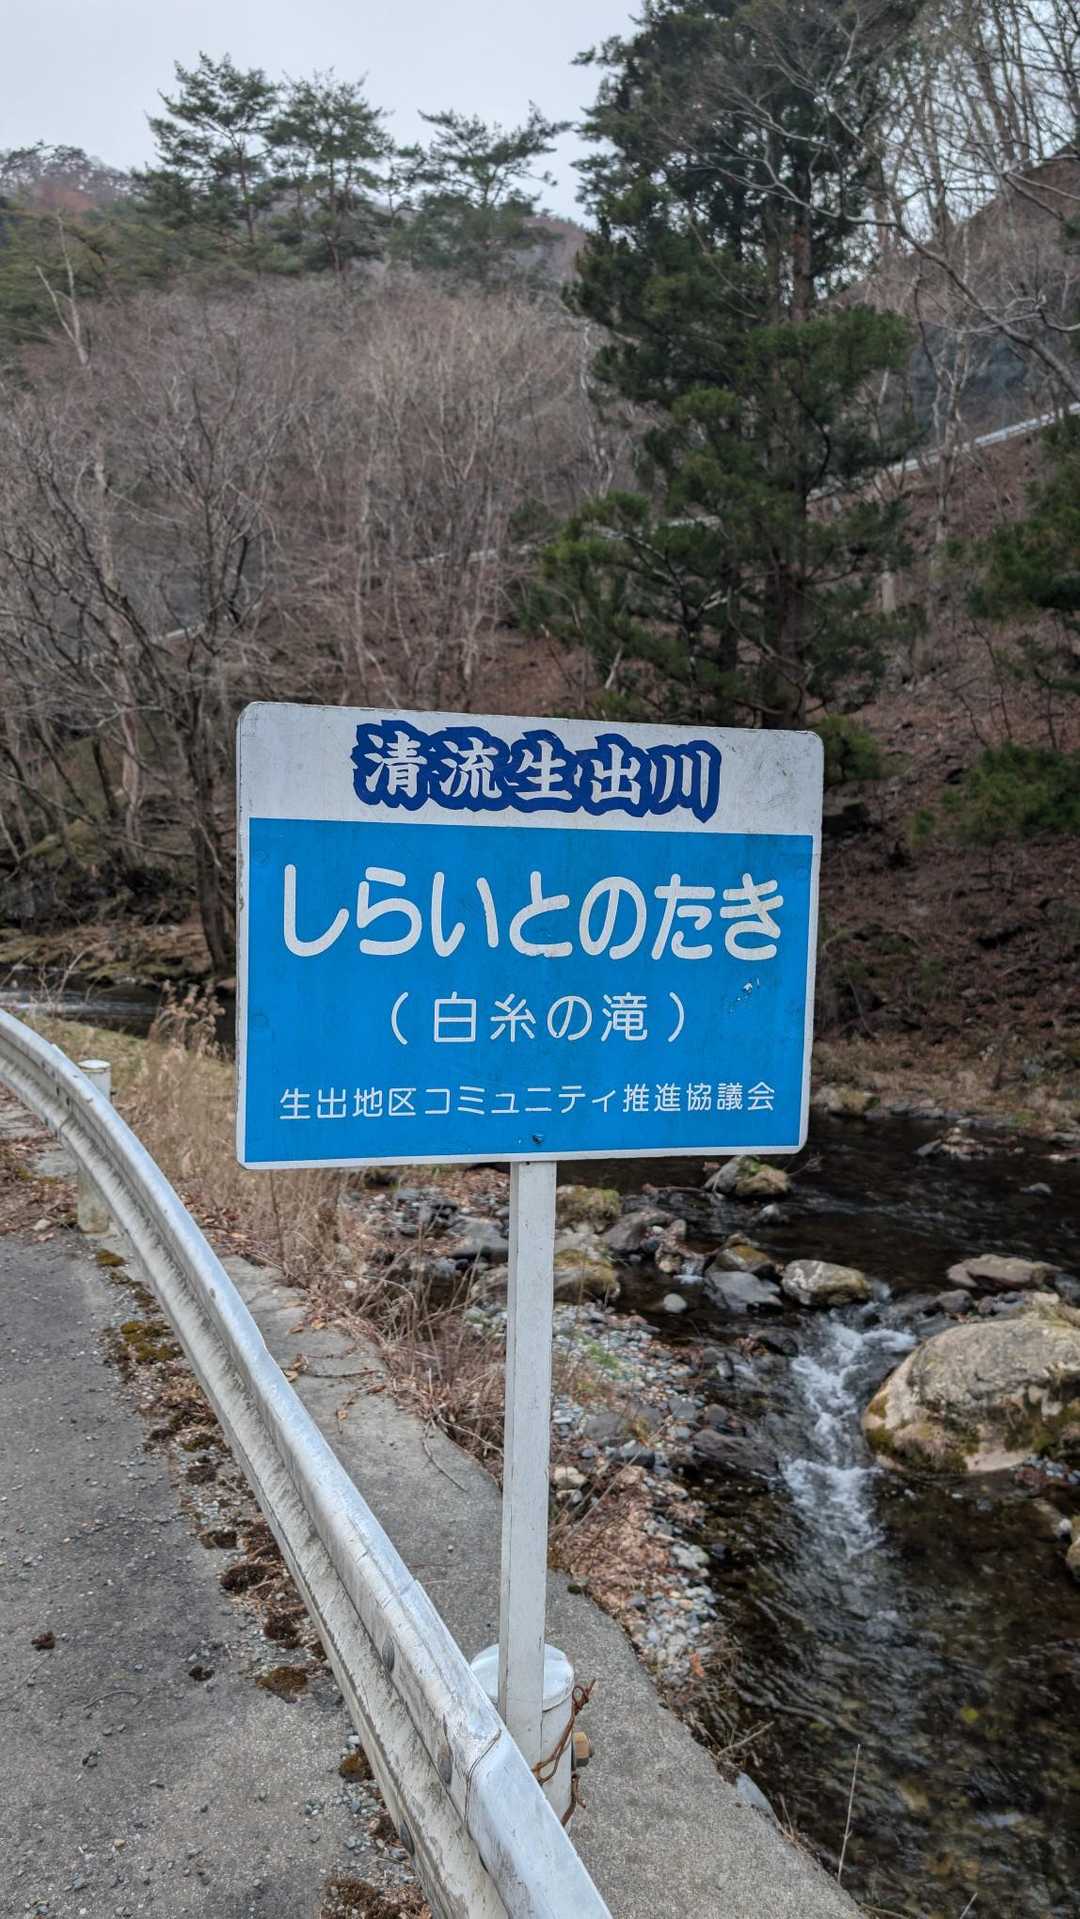 清流生出川
しらいとのたき
（白糸の滝）
生出地区コミュニティ推進協議会